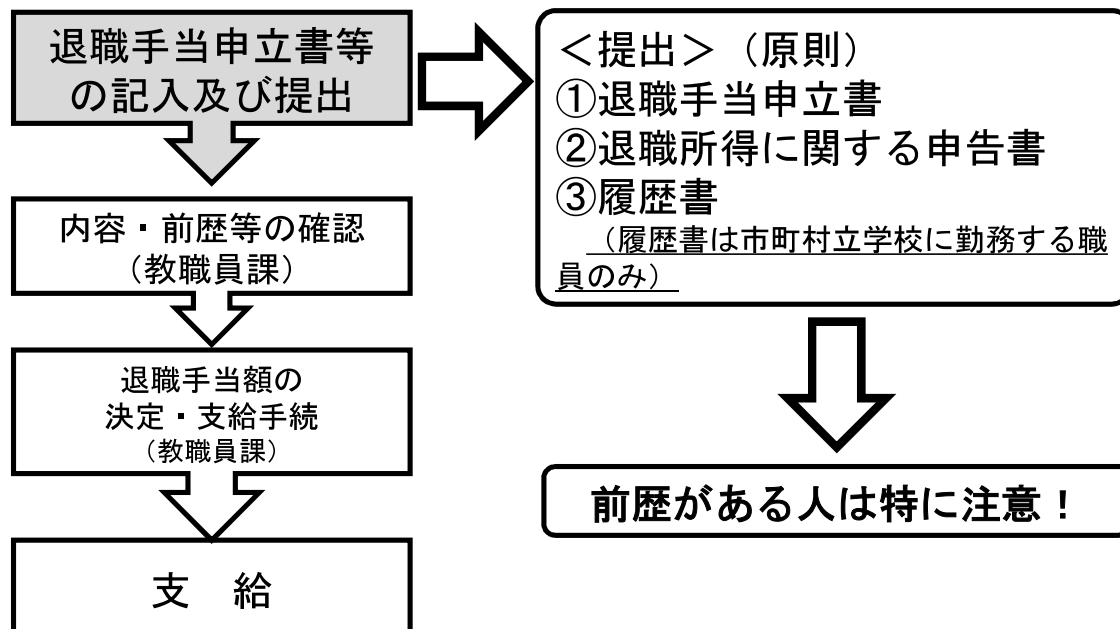 退職手当申立書等
の記入及び提出
内容・前歴等の確認
（教職員課）
退職手当額の
決定・支給手続
（教職員課）
支　給
＜提出＞（原則）
①退職手当申立書
②退職所得に関する申告書
③履歴書
（履歴書は市町村立学校に勤務する職
員のみ）
前歴がある人は特に注意！